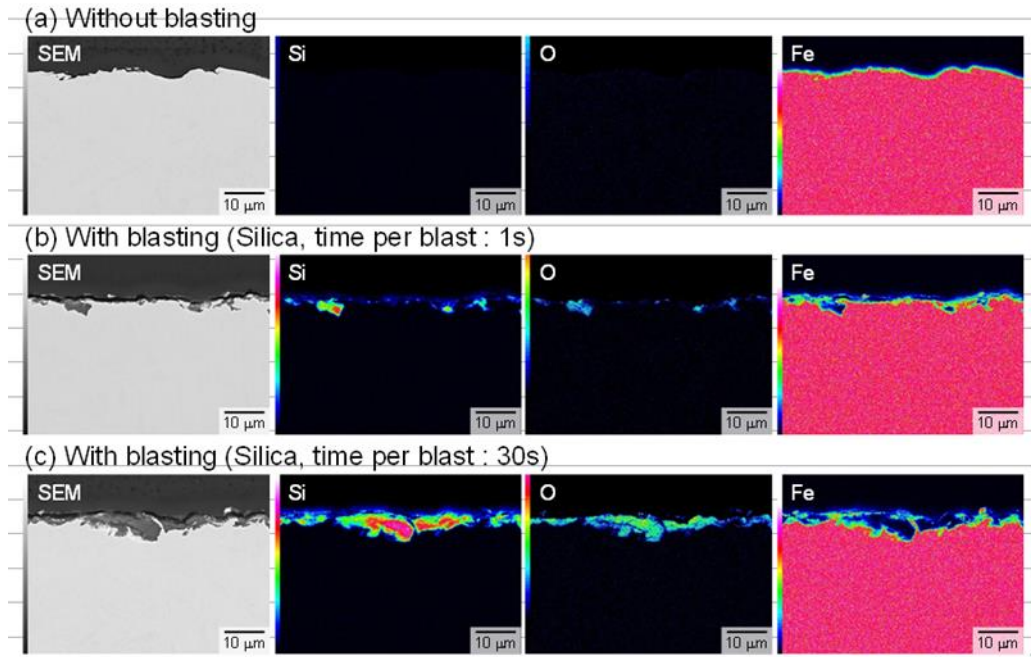 (a) Without blasting
SEM Si O Fe
10 μm 10 μm 10 μm 10 μm
(b) With blasting (Silica, time per blast : 1s)
SEM Si O Fe
10 μm 10 μm 10 μm 10 μm
(c) With blasting (Silica, time per blast : 30s)
SEM Si O Fe
10 μm 10 μm 10 μm 10 μm